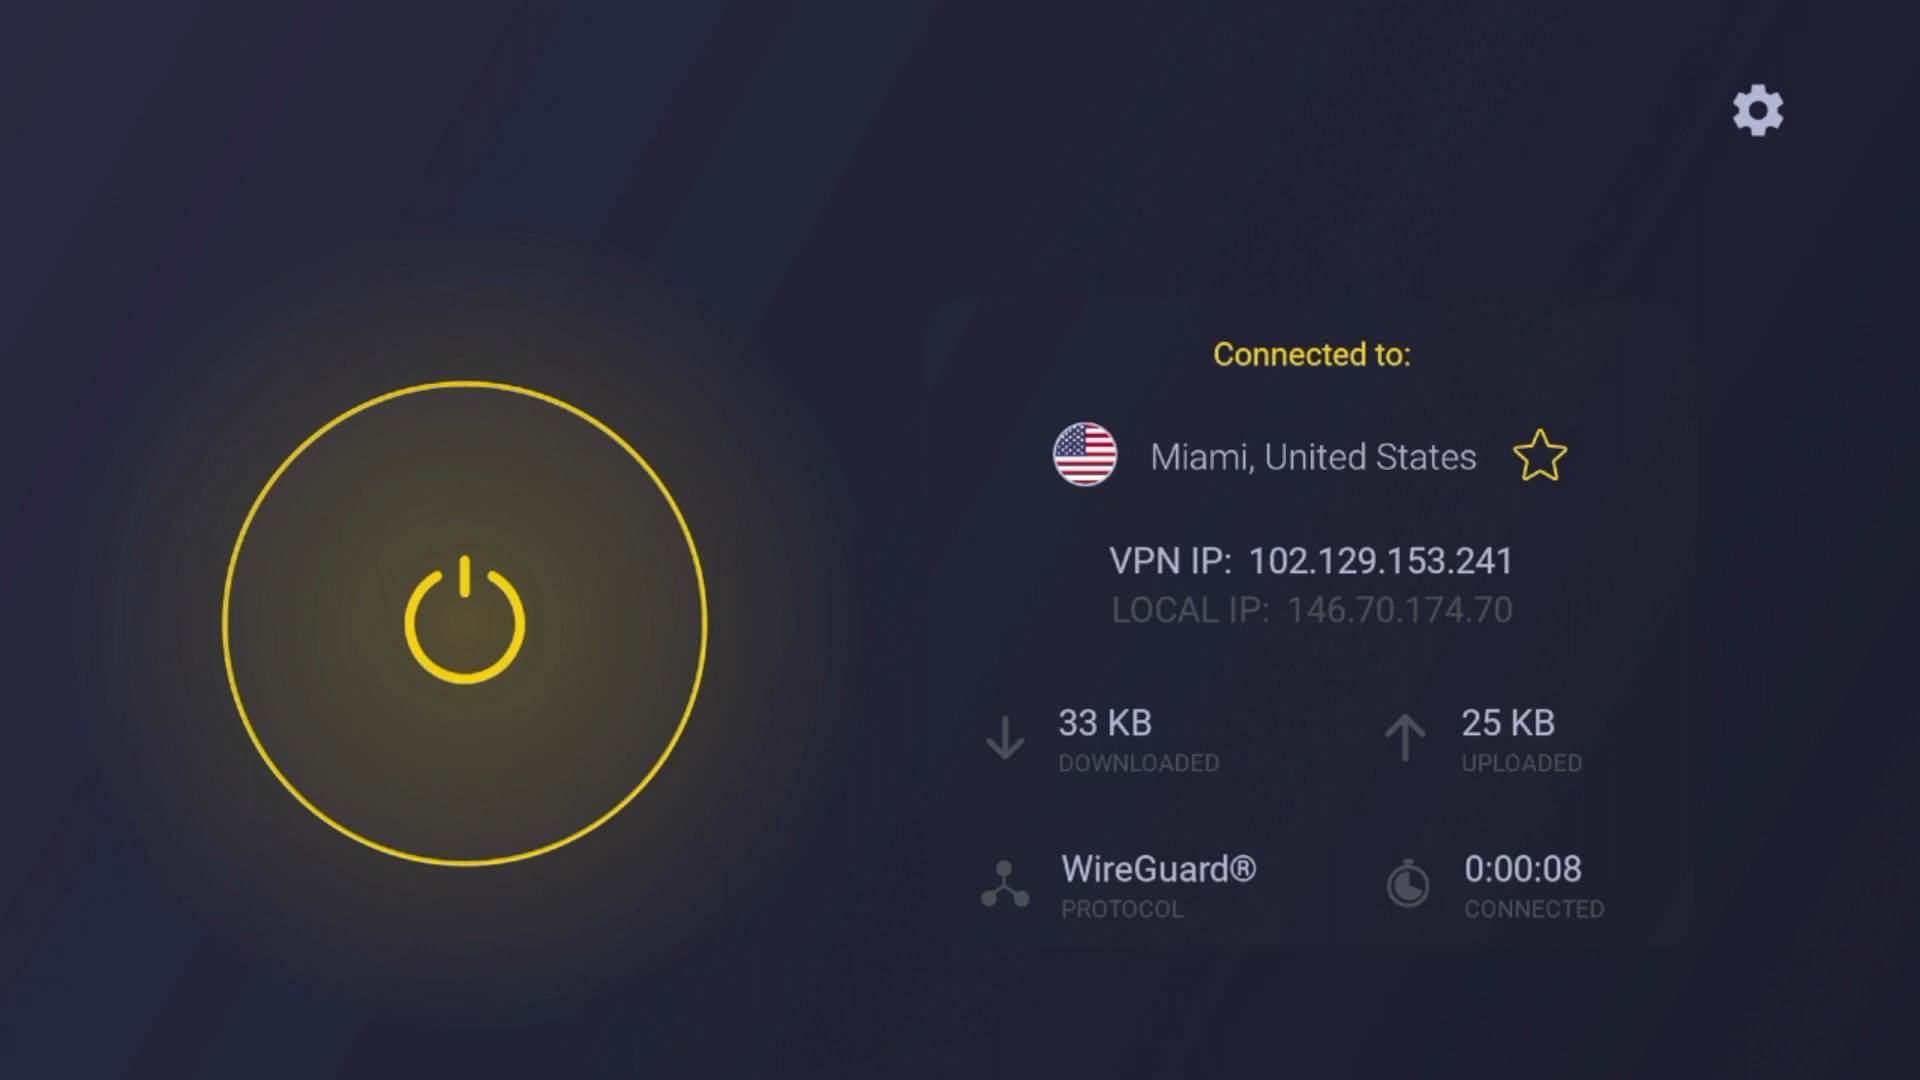 Connected to:
Miami, United States
VPN IP: 102.129.153.241
LOCAL IP: 146.70.174.70
33 KB
DOWNLOADED
25 KB
UPLOADED
WireGuard®
PROTOCOL
0:00:08
CONNECTED